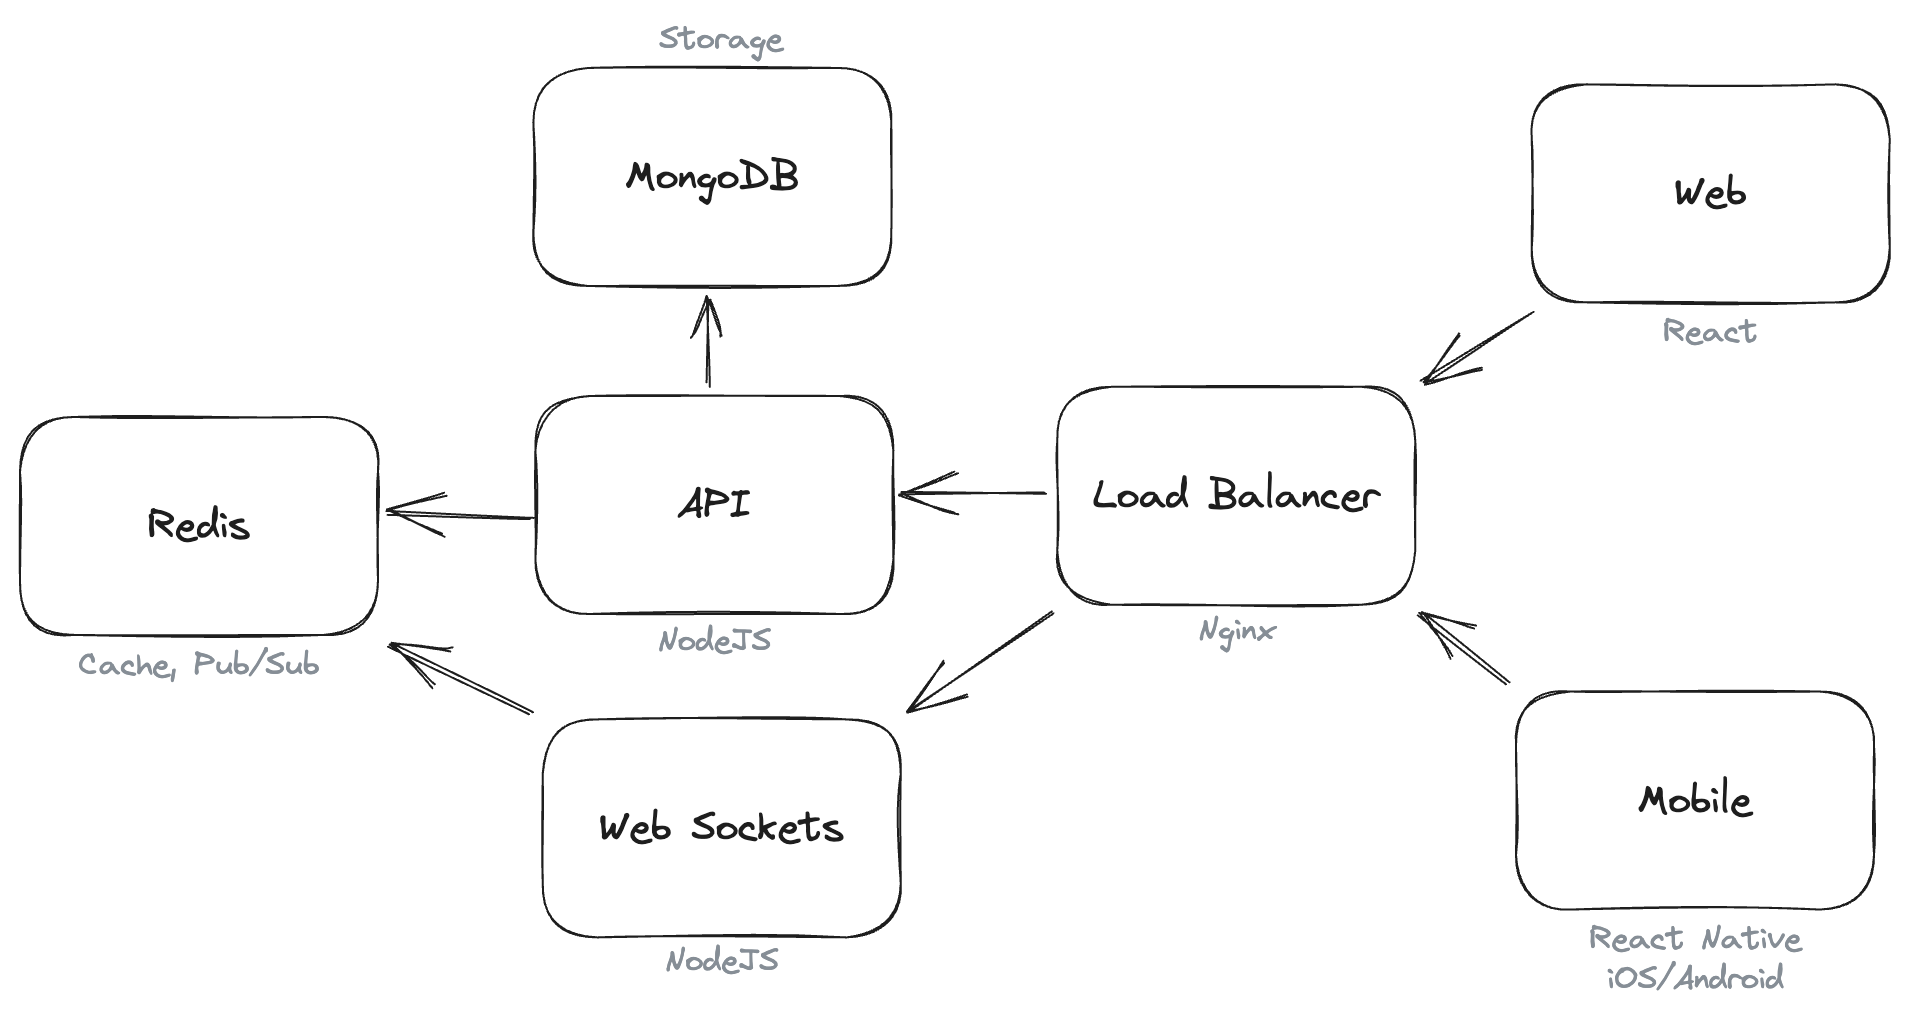 Storage
MongoDB
Web
React
Redis
Cache, Pub/Sub
API
NodeJS
Load Balancer
Nginx
Web Sockets
NodeJS
Mobile
React Native
iOS/Android